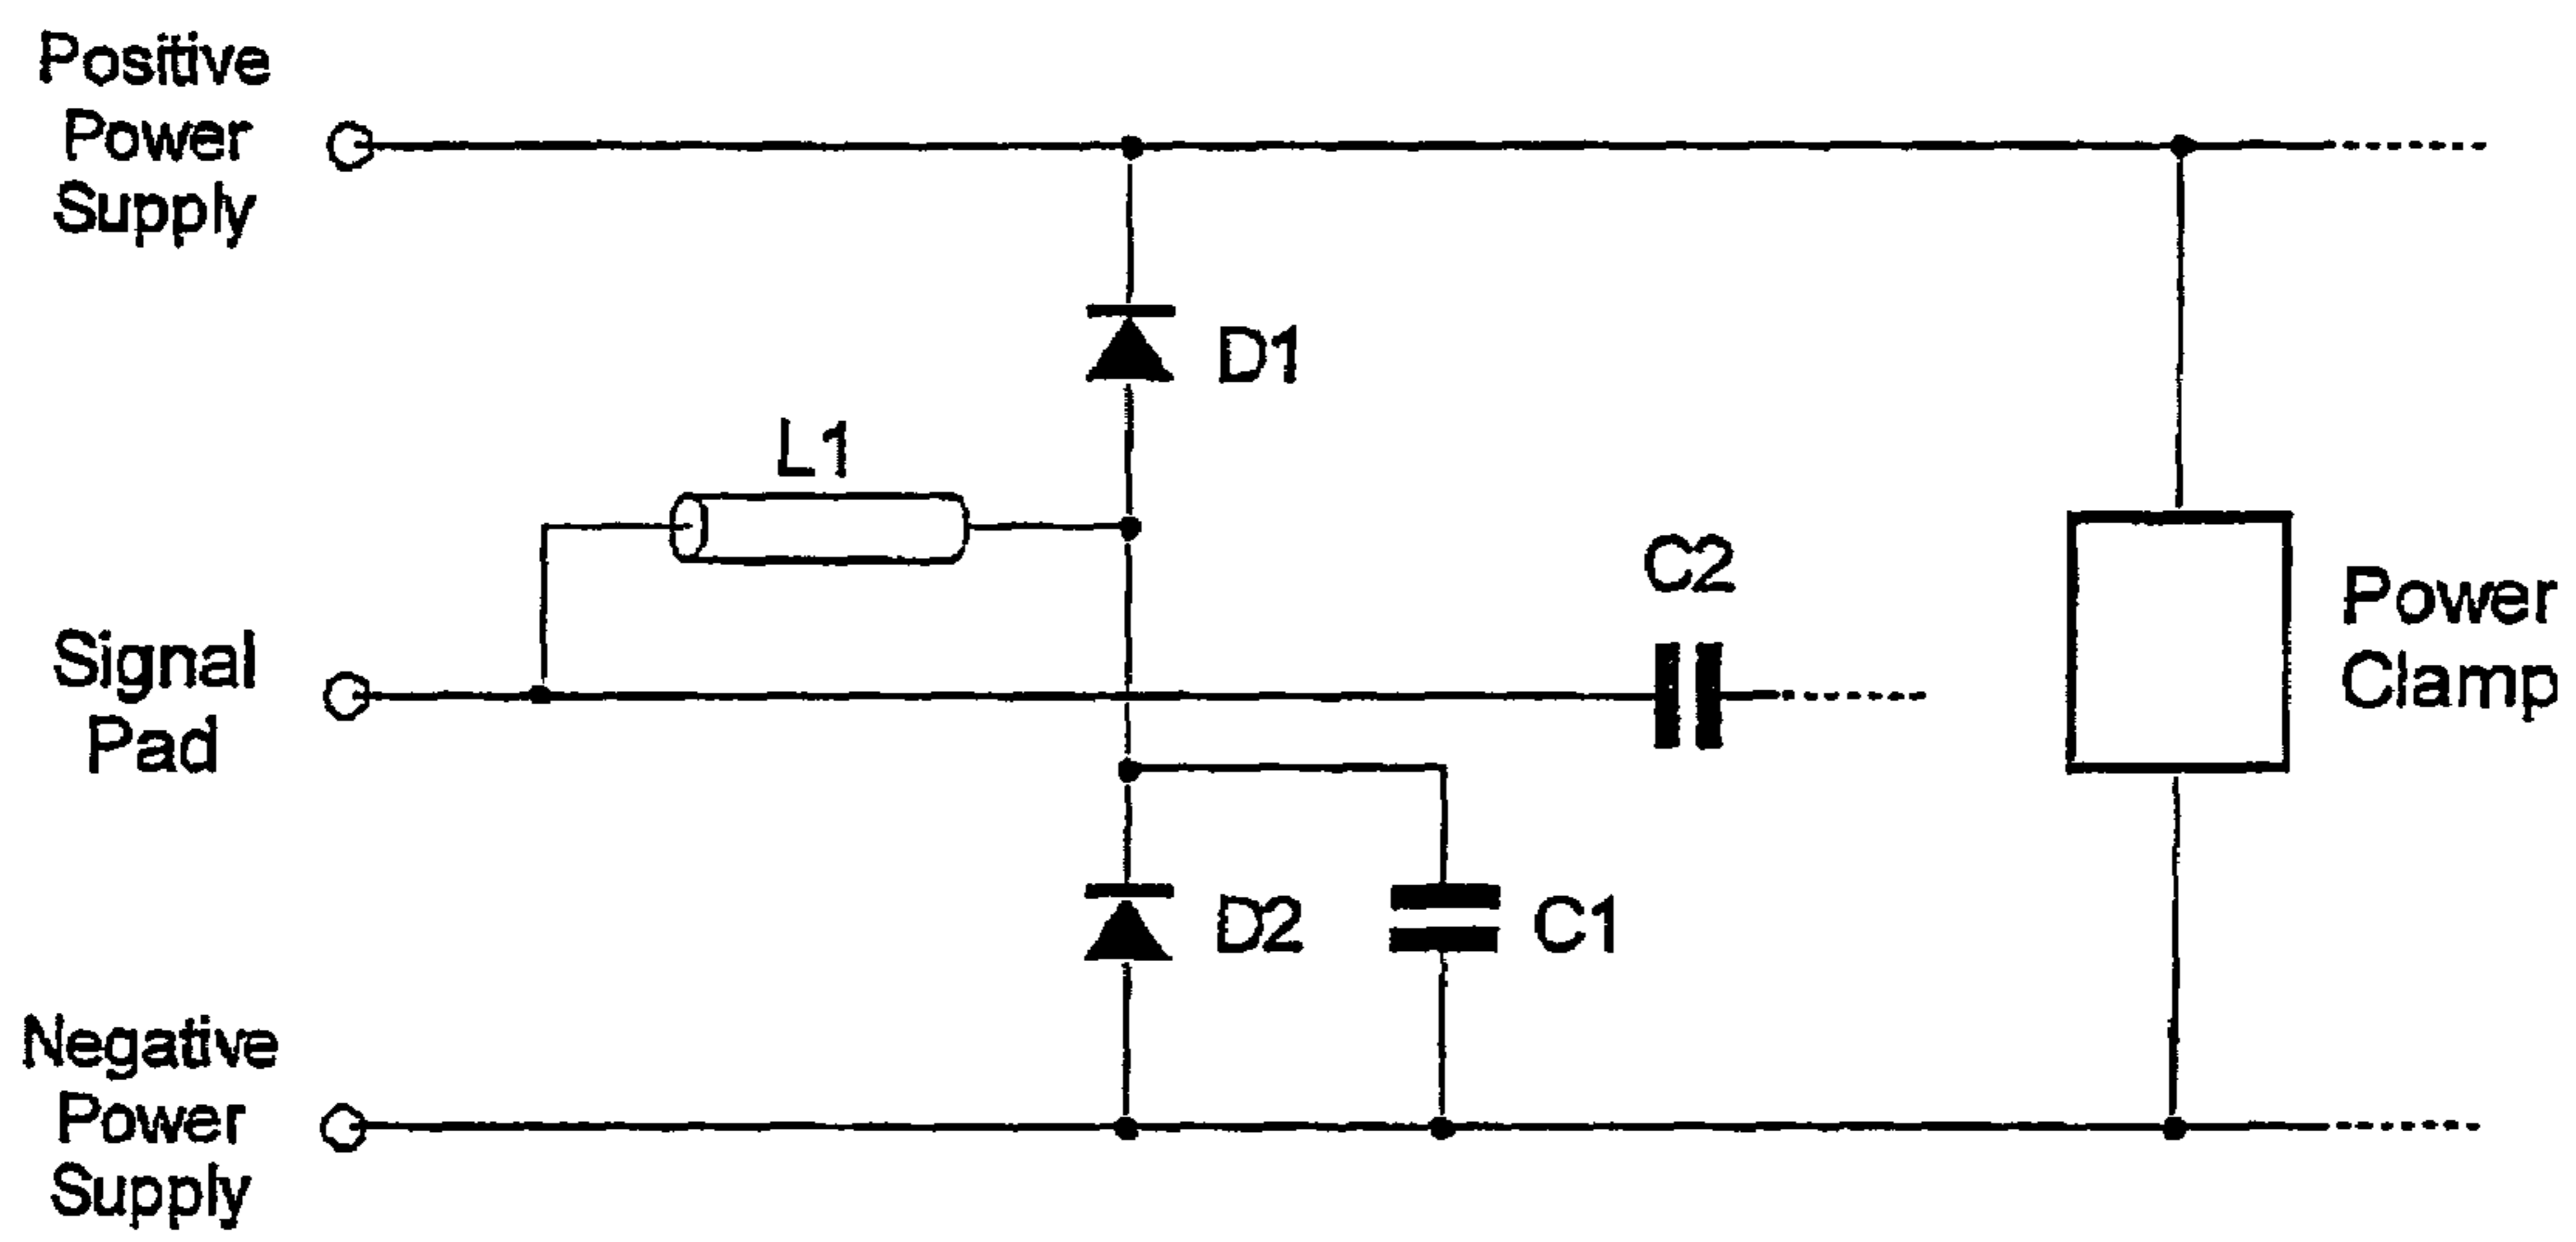 Positive
Power
Supply
D1
L1
C2
Power
Clamp
Signal
Pad
D2
C1
Negative
Power
Supply